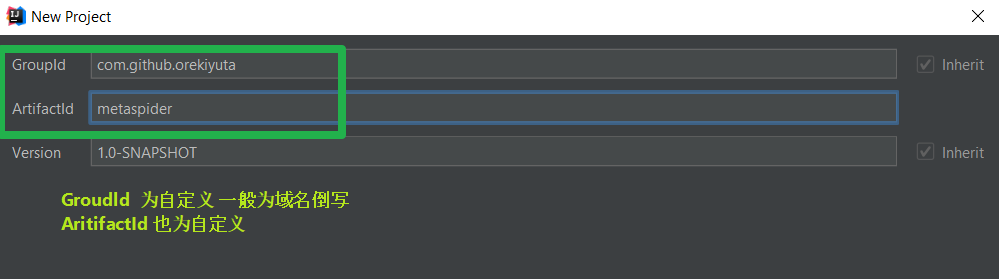 New Project
GroupId com.github.orekiyuta Inherit
ArtifactId metaspider
Version 1.0-SNAPSHOT Inherit
GroudId 为自定义 一般为域名倒写
AritifactId 也为自定义